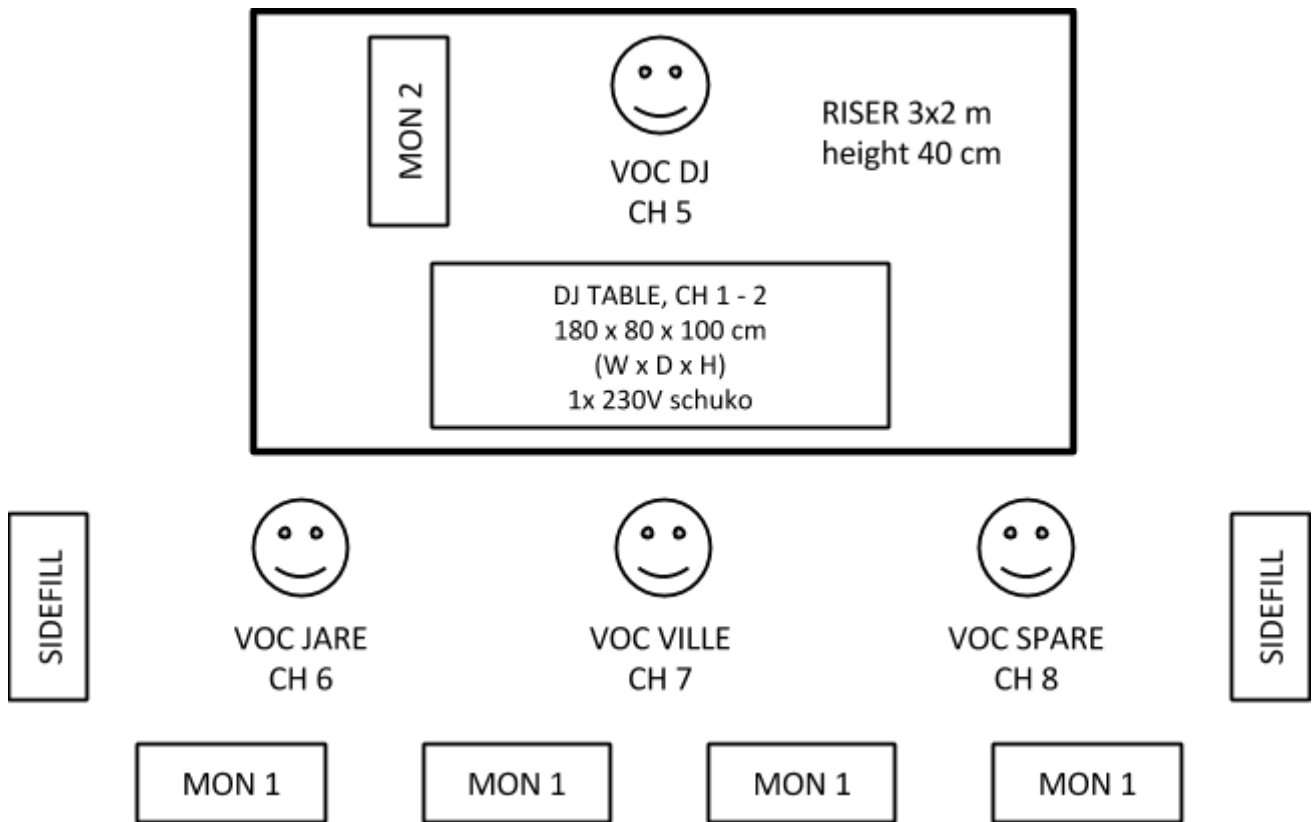 MON 2
VOC DJ
CH 5
RISER 3x2 m
height 40 cm
DJ TABLE, CH 1 - 2
180 x 80 x 100 cm
(W x D x H)
1x 230V schuko
SIDEFILL
VOC JARE
CH 6
VOC VILLE
CH 7
VOC SPARE
CH 8
SIDEFILL
MON 1
MON 1
MON 1
MON 1